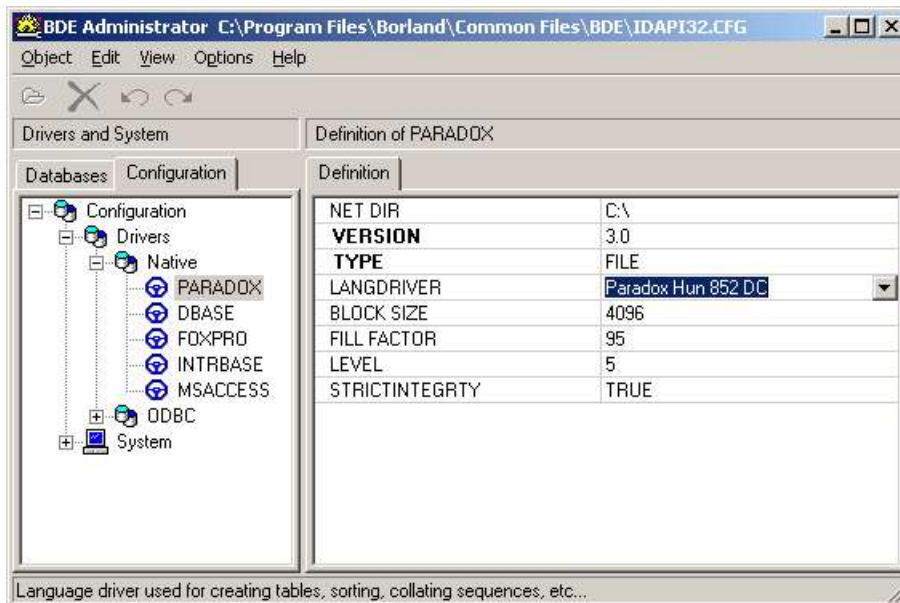 BDE Administrator C:\Program Files\Borland\Common Files\BDE\IDAPI32.CFG
Object Edit View Options Help
Drivers and System
Definition of PARADOX
Databases Configuration
Definition
Configuration
Drivers
Native
PARADOX
DBASE
FOXPRO
INTRBASE
MSACCESS
ODBC
System
NET DIR C:\
VERSION 3.0
TYPE FILE
LANGDRIVER Paradox Hun 852 DC
BLOCK SIZE 4096
FILL FACTOR 95
LEVEL 5
STRICTINTEGRTY TRUE
Language driver used for creating tables, sorting, collating sequences, etc...